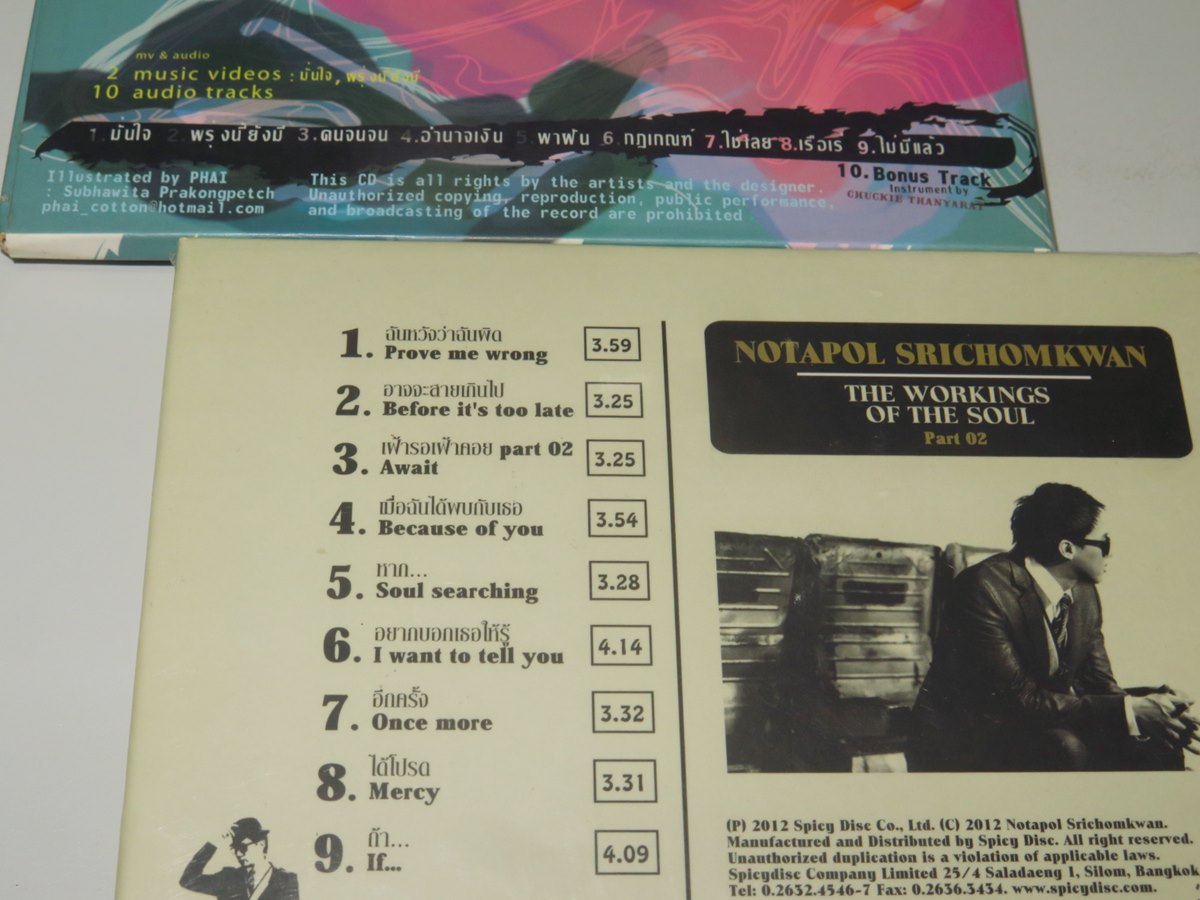 mv & audio
2 music videos : มั่นใจ, พรุ่งนี้ยังมี
10 audio tracks
1.มั่นใจ 2.พรุ่งนี้ยังมี 3.คนจนจน 4.อำนาจเงิน 5.พาฝัน 6.กฎเกณฑ์ 7.ใช่เลย 8.เรือเร่ 9.ไม่มีแล้ว
10.Bonus Track
Instrument by
CHUCKIE THANYARAT
Illustrated by PHAI
: Subhawita Prakongpetch
phai_cotton@hotmail.com
This CD is all rights by the artists and the designer.
Unauthorized copying, reproduction, public performance,
and broadcasting of the record are prohibited
1. ฉันหวังว่าฉันผิด
Prove me wrong 3.59
2. อาจจะสายเกินไป
Before it's too late 3.25
3. เฝ้ารอเฝ้าคอย part 02
Await 3.25
4. เมื่อฉันได้พบกับเธอ
Because of you 3.54
5. หาก...
Soul searching 3.28
6. อยากบอกเธอให้รู้
I want to tell you 4.14
7. อีกครั้ง
Once more 3.32
8. ได้โปรด
Mercy 3.31
9. ถ้า...
If... 4.09
NOTAPOL SRICHOMKWAN
THE WORKINGS
OF THE SOUL
Part 02
(P) 2012 Spicy Disc Co., Ltd. (C) 2012 Notapol Srichomkwan.
Manufactured and Distributed by Spicy Disc. All right reserved.
Unauthorized duplication is a violation of applicable laws.
Spicydisc Company Limited 25/4 Saladaeng 1, Silom, Bangkok
Tel: 0.2632.4546-7 Fax: 0.2636.3434. www.spicydisc.com.